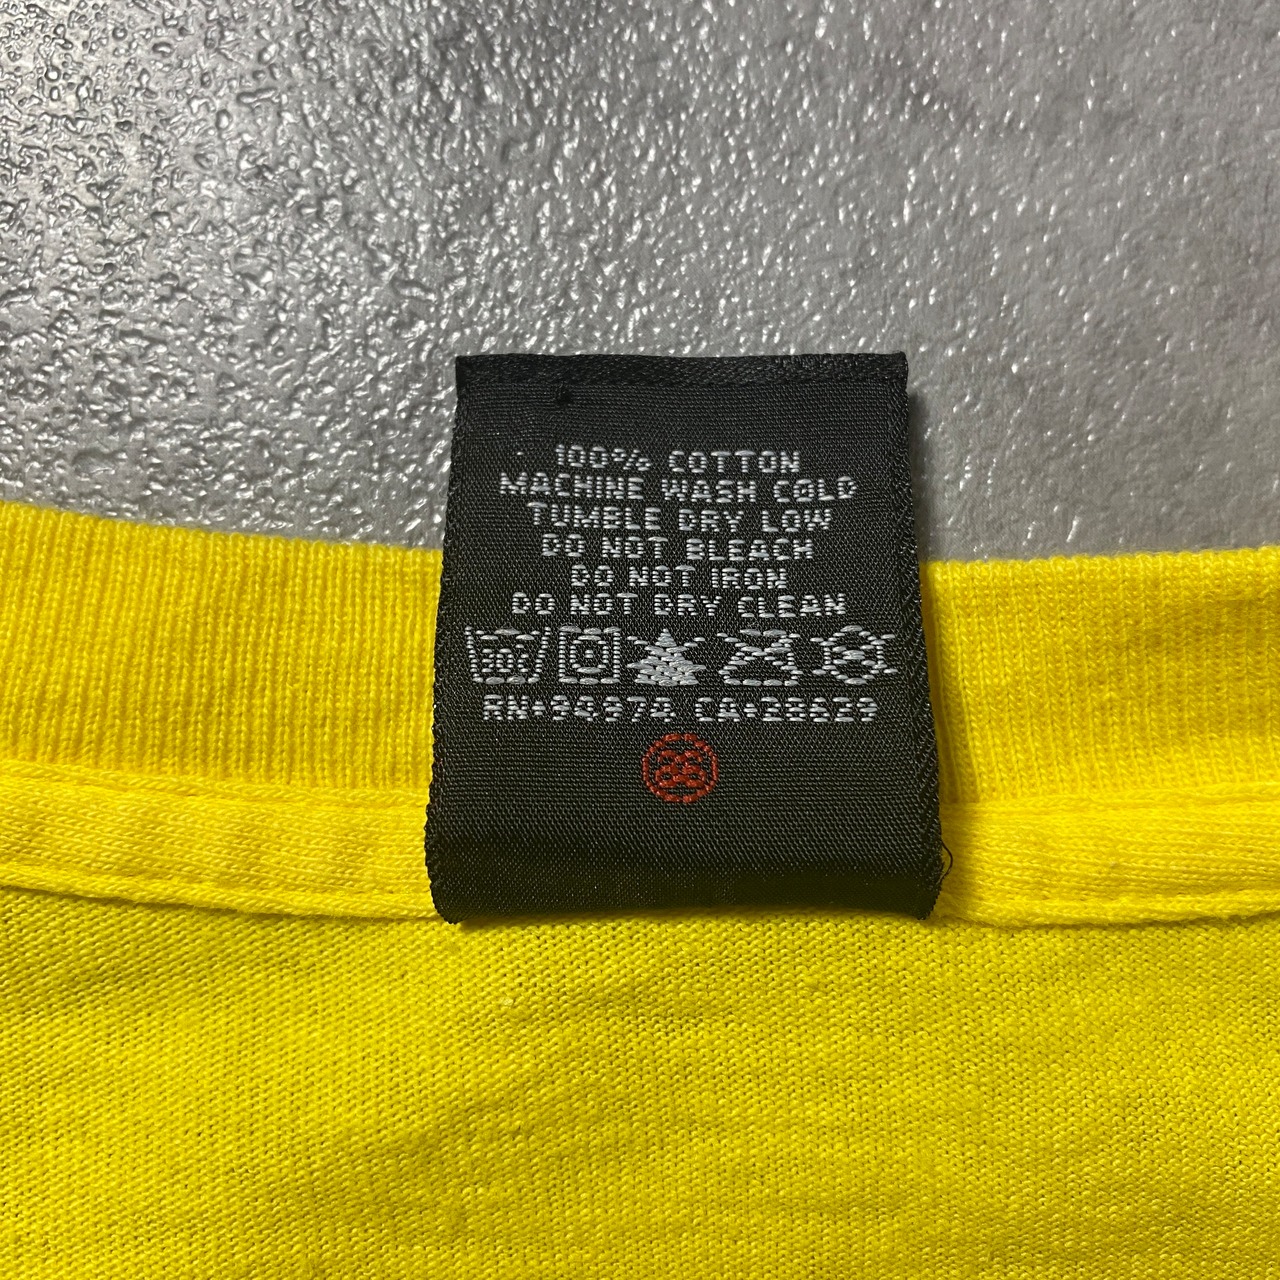 100% COTTON
MACHINE WASH COLD
TUMBLE DRY LOW
DO NOT BLEACH
DO NOT IRON
DO NOT DRY CLEAN
RN♦94974 CA♦28629